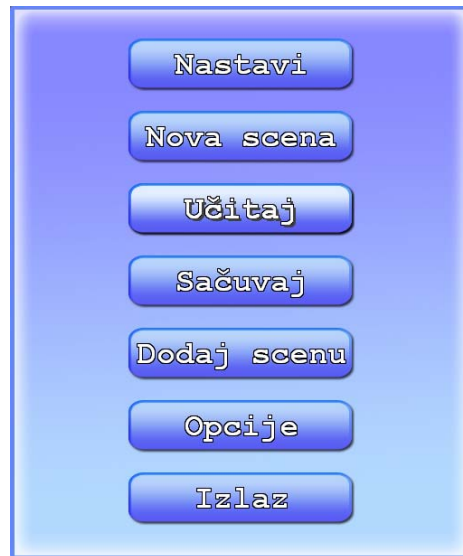 Nastavi
Nova scena
Učitaj
Sačuvaj
Dodaj scenu
Opcije
Izlaz